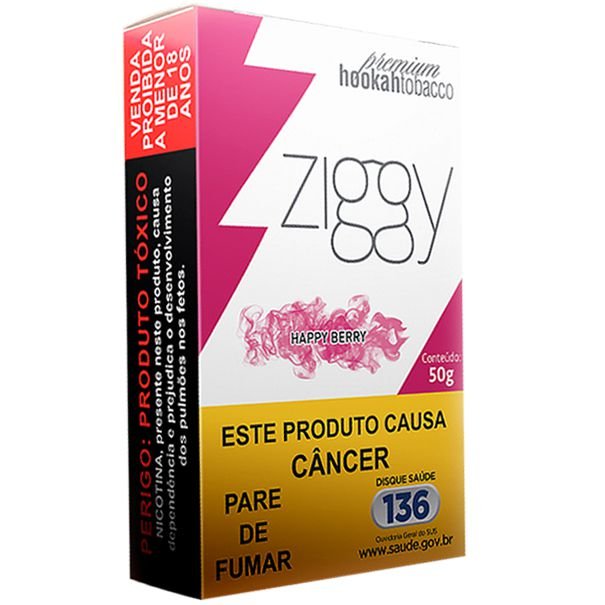 premium
hookahtobacco
ziggy
HAPPY BERRY
Conteúdo:
50g
ESTE PRODUTO CAUSA
CÂNCER
PARE
DE
FUMAR
DISQUE SAÚDE
136
Ouvidoria Geral do SUS
www.saude.gov.br
VENDA
PROIBIDA
A MENOR
DE 18
ANOS
PERIGO: PRODUTO TÓXICO
NICOTINA, presente neste produto, causa
dependência e prejudica o desenvolvimento
dos pulmões nos fetos.